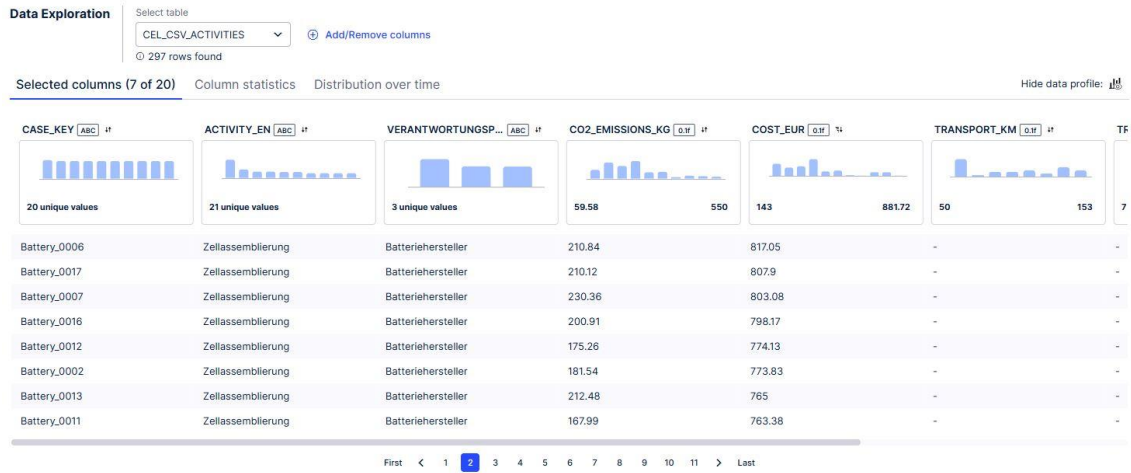 Data Exploration
Select table
CEL_CSV_ACTIVITIES
Add/Remove columns
297 rows found
Selected columns (7 of 20) Column statistics Distribution over time Hide data profile:
CASE_KEY ABC ACTIVITY_EN ABC VERANTWORTUNGSP... ABC CO2_EMISSIONS_KG 0.1f COST_EUR 0.1f TRANSPORT_KM 0.1f TR
20 unique values 21 unique values 3 unique values 59.58 550 143 881.72 50 153 7
Battery_0006 Zellassemblierung Batteriehersteller 210.84 817.05 - -
Battery_0017 Zellassemblierung Batteriehersteller 210.12 807.9 - -
Battery_0007 Zellassemblierung Batteriehersteller 230.36 803.08 - -
Battery_0016 Zellassemblierung Batteriehersteller 200.91 798.17 - -
Battery_0012 Zellassemblierung Batteriehersteller 175.26 774.13 - -
Battery_0002 Zellassemblierung Batteriehersteller 181.54 773.83 - -
Battery_0013 Zellassemblierung Batteriehersteller 212.48 765 - -
Battery_0011 Zellassemblierung Batteriehersteller 167.99 763.38 - -
First 1 2 3 4 5 6 7 8 9 10 11 Last